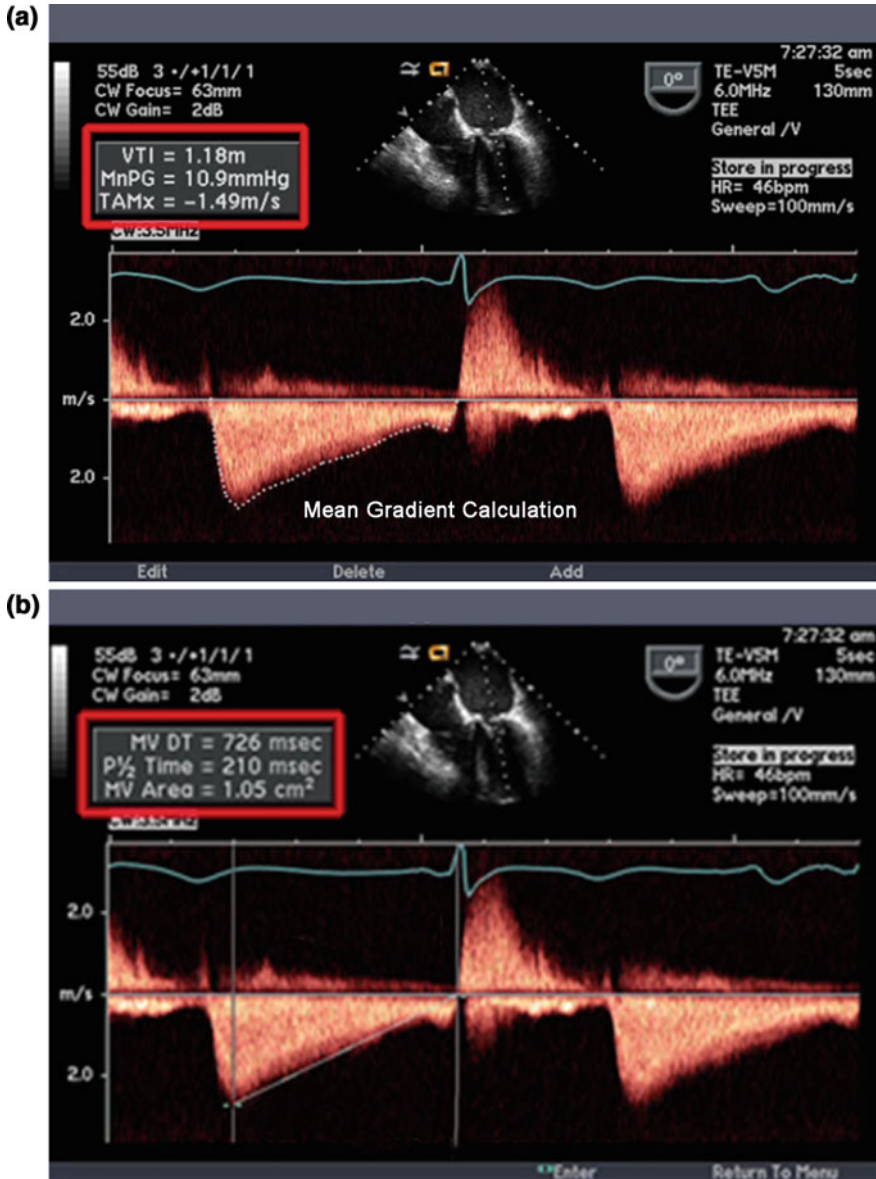 (a)
7:27:32 am
55dB 3 •/+1/1/ 1
CW Focus= 63mm
CW Gain= 2dB
0°
TE-V5M 5sec
6.0MHz 130mm
TEE
General /V
VTI = 1.18m
MnPG = 10.9mmHg
TAMx = -1.49m/s
Store in progress
HR= 46bpm
Sweep=100mm/s
CW:3.5MHz
2.0
m/s
2.0
Mean Gradient Calculation
Edit Delete Add
(b)
7:27:32 am
55dB 3 •/+1/1/ 1
CW Focus= 63mm
CW Gain= 2dB
0°
TE-V5M 5sec
6.0MHz 130mm
TEE
General /V
MV DT = 726 msec
P½ Time = 210 msec
MV Area = 1.05 cm²
Store in progress
HR= 46bpm
Sweep=100mm/s
2.0
m/s
2.0
Enter Return To Menu